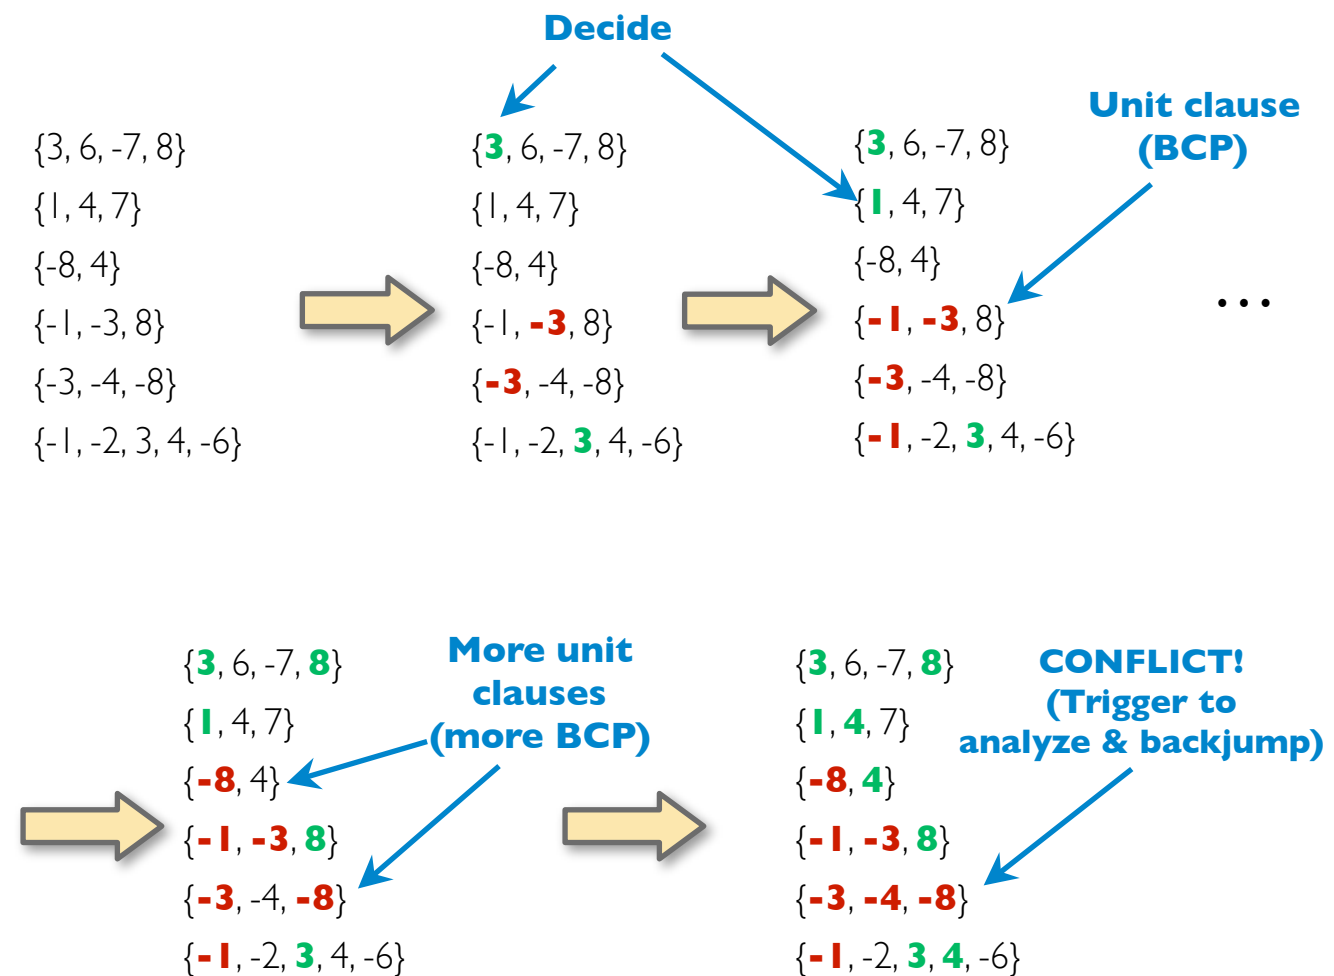 Decide
{3, 6, -7, 8}
{1, 4, 7}
{-8, 4}
{-1, -3, 8}
{-3, -4, -8}
{-1, -2, 3, 4, -6}
{3, 6, -7, 8}
{1, 4, 7}
{-8, 4}
{-1, -3, 8}
{-3, -4, -8}
{-1, -2, 3, 4, -6}
Unit clause
(BCP)
{3, 6, -7, 8}
{1, 4, 7}
{-8, 4}
{-1, -3, 8}
{-3, -4, -8}
{-1, -2, 3, 4, -6}
...
{3, 6, -7, 8}
{1, 4, 7}
{-8, 4}
{-1, -3, 8}
{-3, -4, -8}
{-1, -2, 3, 4, -6}
More unit
clauses
(more BCP)
{3, 6, -7, 8}
{1, 4, 7}
{-8, 4}
{-1, -3, 8}
{-3, -4, -8}
{-1, -2, 3, 4, -6}
CONFLICT!
(Trigger to
analyze & backjump)